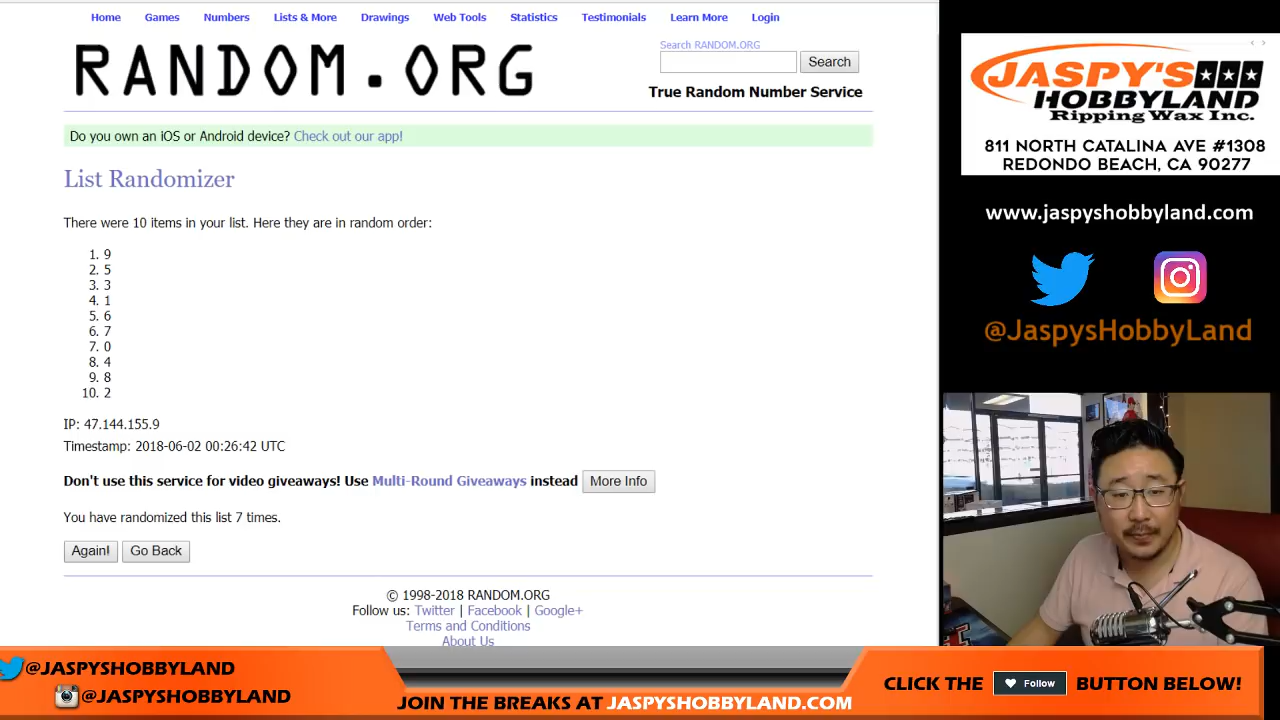 Home Games Numbers Lists & More Drawings Web Tools Statistics Testimonials Learn More Login
RANDOM.ORG
Search RANDOM.ORG
Search
True Random Number Service
Do you own an iOS or Android device? Check out our app!
List Randomizer
There were 10 items in your list. Here they are in random order:
1. 9
2. 5
3. 3
4. 1
5. 6
6. 7
7. 0
8. 4
9. 8
10. 2
IP: 47.144.155.9
Timestamp: 2018-06-02 00:26:42 UTC
Don't use this service for video giveaways! Use Multi-Round Giveaways instead More Info
You have randomized this list 7 times.
Again! Go Back
© 1998-2018 RANDOM.ORG
Follow us: Twitter | Facebook | Google+
Terms and Conditions
About Us
JASPY'S
HOBBYLAND
Ripping Wax Inc.
811 NORTH CATALINA AVE #1308
REDONDO BEACH, CA 90277
www.jaspyshobbyland.com
@JaspysHobbyLand
@JASPYSHOBBYLAND
@JASPYSHOBBYLAND
JOIN THE BREAKS AT JASPYSHOBBYLAND.COM
CLICK THE Follow BUTTON BELOW!